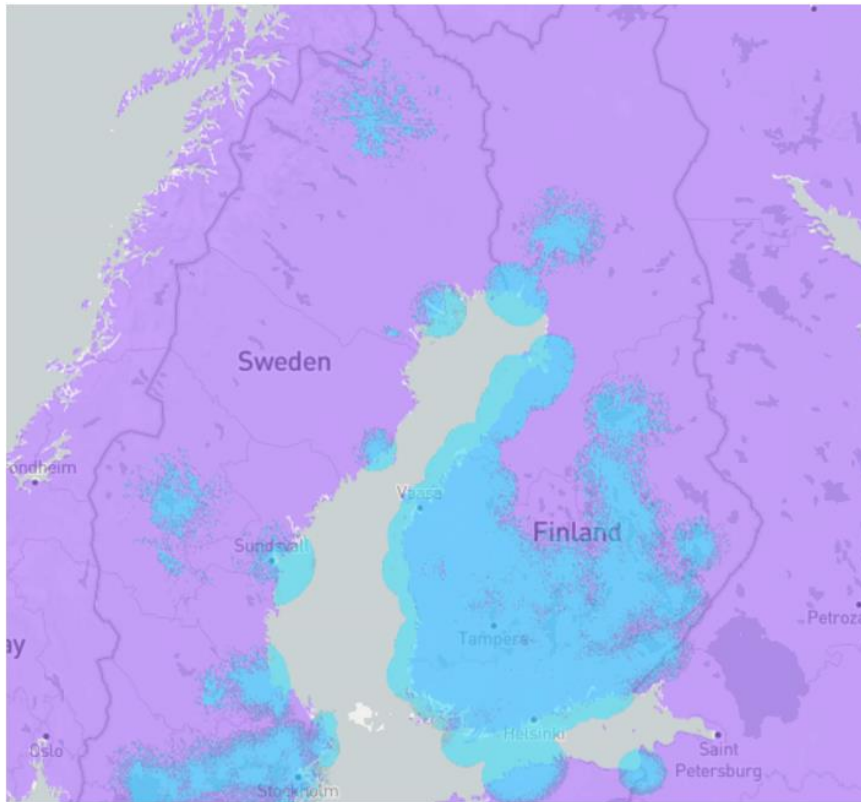 Sweden
ondheim
Vaasa
Sundsvall
Finland
Tampere
Petroza
ay
Oslo
Helsinki
Saint
Petersburg
Stockholm